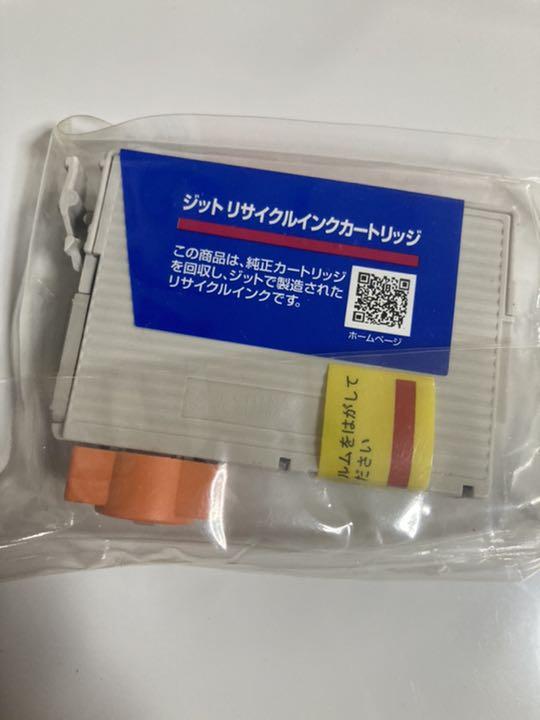 ジット リサイクルインクカートリッジ
この商品は、純正カートリッジ
を回収し、ジットで製造された
リサイクルインクです。
ホームページ
ルムをはがして
ださい